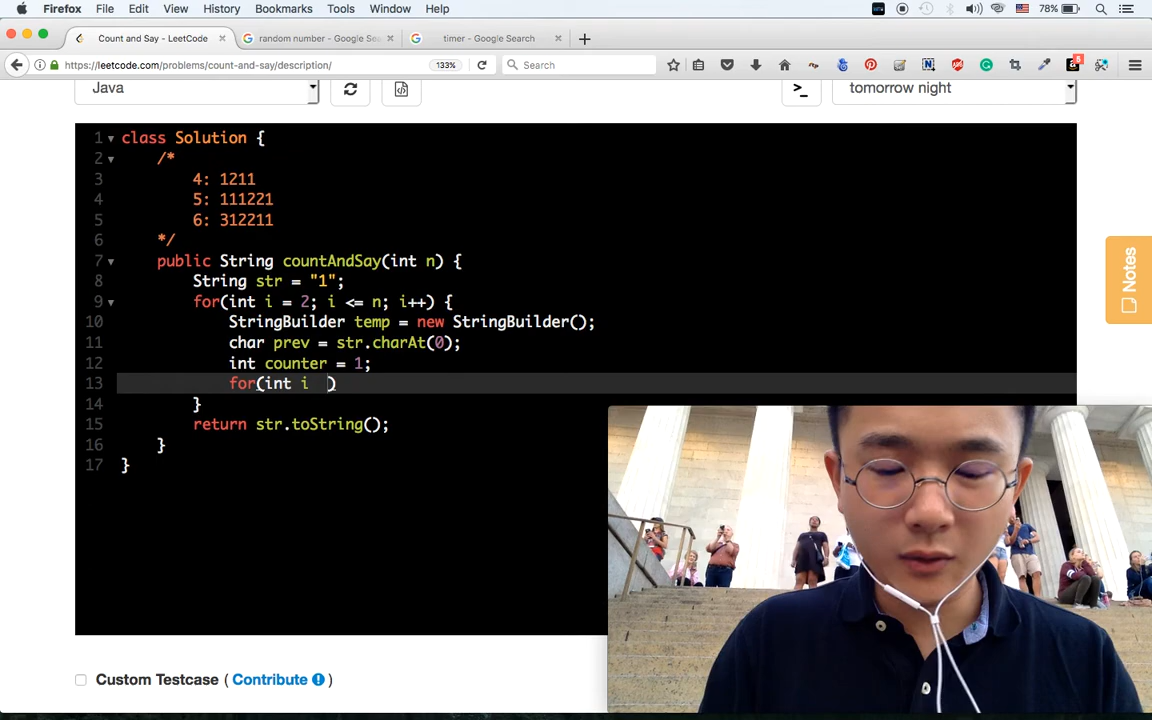 Firefox File Edit View History Bookmarks Tools Window Help 78%
Count and Say - LeetCode random number - Google Sea timer - Google Search
https://leetcode.com/problems/count-and-say/description/ 133% Search 6
Java tomorrow night
1 class Solution {
2 /*
3 4: 1211
4 5: 111221
5 6: 312211
6 */
7 public String countAndSay(int n) {
8 String str = "1";
9 for(int i = 2; i <= n; i++) {
10 StringBuilder temp = new StringBuilder();
11 char prev = str.charAt(0);
12 int counter = 1;
13 for(int i )
14 }
15 return str.toString();
16 }
17 }
Notes
Custom Testcase ( Contribute )